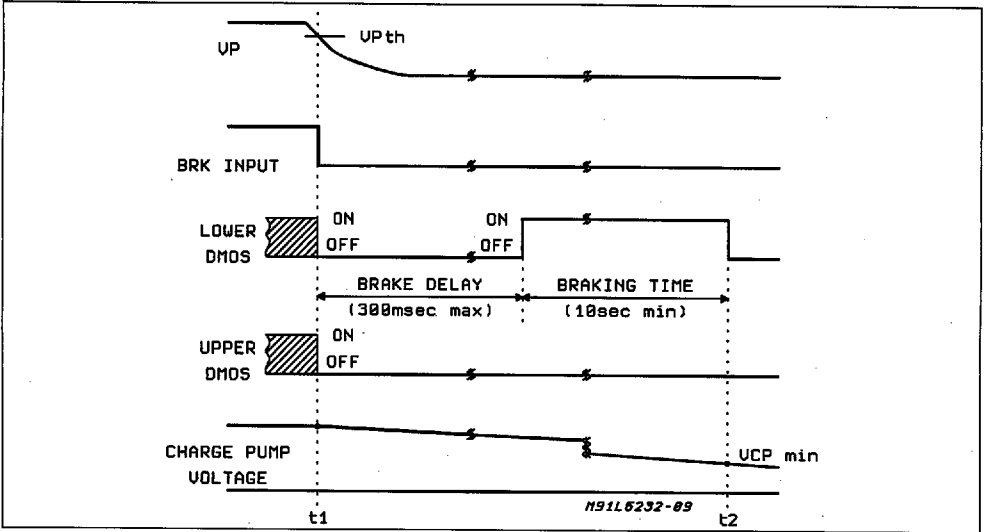 VPth
VP
BRK INPUT
ON ON
LOWER
OFF OFF
DMOS
BRAKE DELAY BRAKING TIME
(300msec max) (10sec min)
ON
UPPER
OFF
DMOS
CHARGE PUMP VCP min
VOLTAGE
M91L6232-09
t1 t2